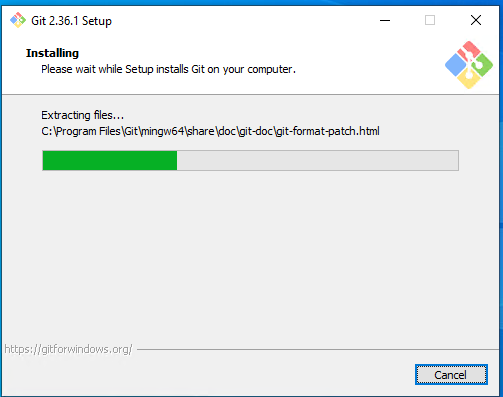 Git 2.36.1 Setup
Installing
Please wait while Setup installs Git on your computer.
Extracting files...
C:\Program Files\Git\mingw64\share\doc\git-doc\git-format-patch.html
https://gitforwindows.org/
Cancel